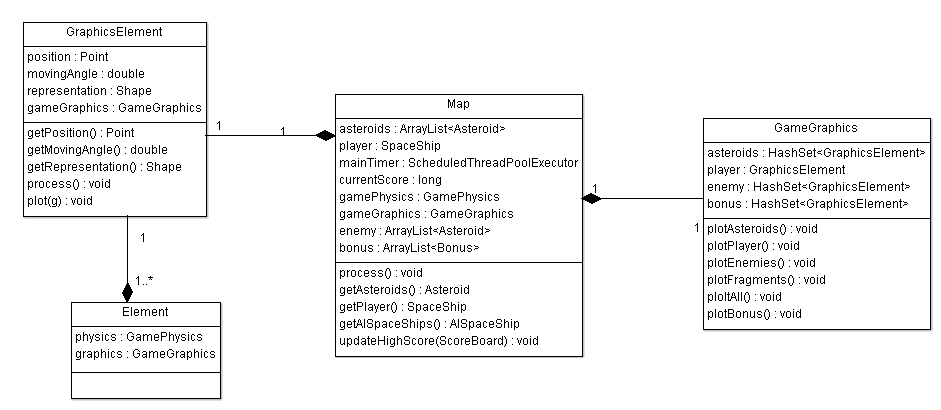 GraphicsElement
position : Point
movingAngle : double
representation : Shape
gameGraphics : GameGraphics
getPosition() : Point
getMovingAngle() : double
getRepresentation() : Shape
process() : void
plot(g) : void
1
1
1
1..*
Element
physics : GamePhysics
graphics : GameGraphics
Map
asteroids : ArrayList<Asteroid>
player : SpaceShip
mainTimer : ScheduledThreadPoolExecutor
currentScore : long
gamePhysics : GamePhysics
gameGraphics : GameGraphics
enemy : ArrayList<Asteroid>
bonus : ArrayList<Bonus>
process() : void
getAsteroids() : Asteroid
getPlayer() : SpaceShip
getAISpaceShips() : AISpaceShip
updateHighScore(ScoreBoard) : void
1
1
GameGraphics
asteroids : HashSet<GraphicsElement>
player : GraphicsElement
enemy : HashSet<GraphicsElement>
bonus : HashSet<GraphicsElement>
plotAsteroids() : void
plotPlayer() : void
plotEnemies() : void
plotFragments() : void
ploltAll() : void
plotBonus() : void